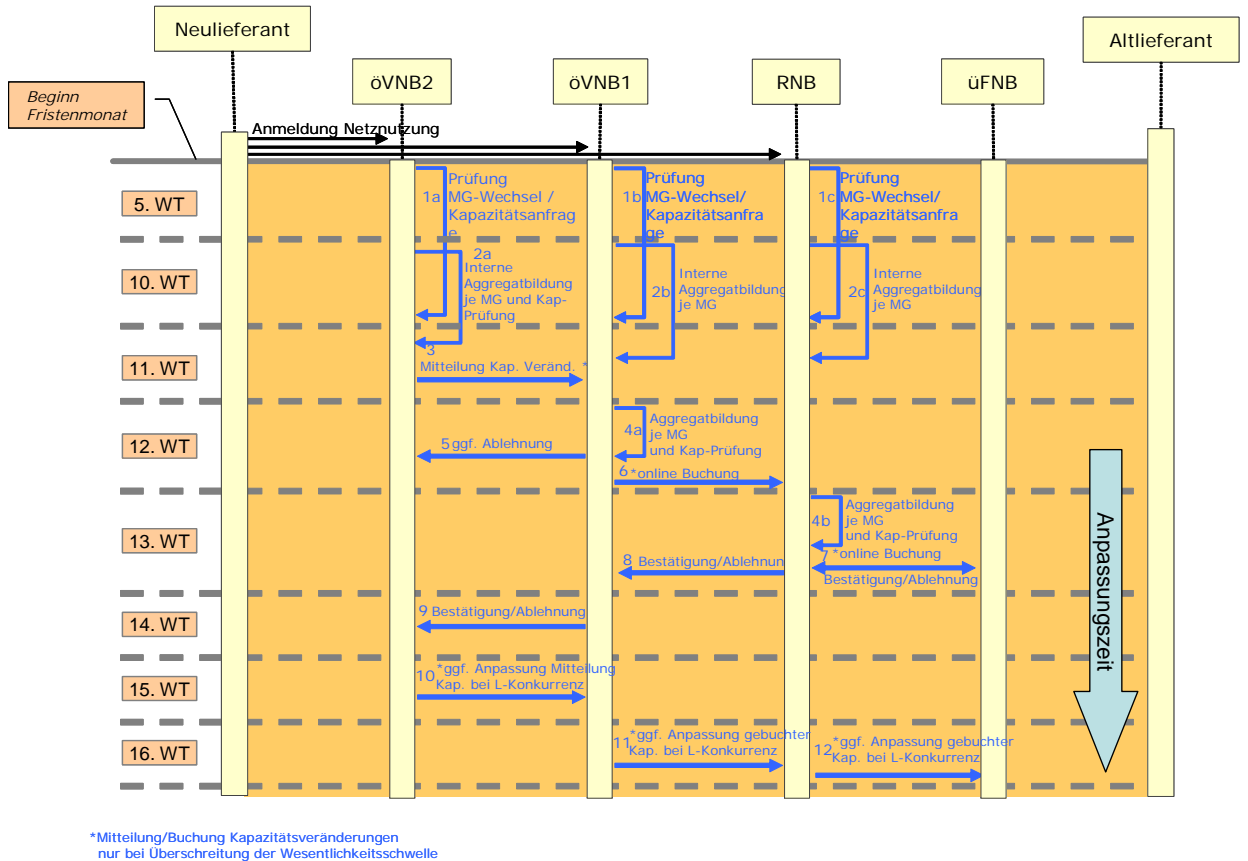 Neulieferant
Altlieferant
öVNB2
öVNB1
RNB
üFNB
Beginn
Fristenmonat
Anmeldung Netznutzung
5. WT
1a
Prüfung
MG-Wechsel /
Kapazitätsanfrag
e
1b
Prüfung
MG-Wechsel/
Kapazitätsanfra
ge
1c
Prüfung
MG-Wechsel/
Kapazitätsanfra
ge
10. WT
2a
Interne
Aggregatbildung
je MG und Kap-
Prüfung
2b
Interne
Aggregatbildung
je MG
2c
Interne
Aggregatbildung
je MG
11. WT
3
Mitteilung Kap. Veränd. *
12. WT
4a
Aggregatbildung
je MG
und Kap-Prüfung
5 ggf. Ablehnung
6 *online Buchung
13. WT
4b
Aggregatbildung
je MG
und Kap-Prüfung
7 *online Buchung
Bestätigung/Ablehnung
8 Bestätigung/Ablehnun
14. WT
9 Bestätigung/Ablehnung
15. WT
10 *ggf. Anpassung Mitteilung
Kap. bei L-Konkurrenz
16. WT
11 *ggf. Anpassung gebuchter
Kap. bei L-Konkurrenz
12 *ggf. Anpassung gebuchter
Kap. bei L-Konkurrenz
Anpassungszeit
*Mitteilung/Buchung Kapazitätsveränderungen
nur bei Überschreitung der Wesentlichkeitsschwelle